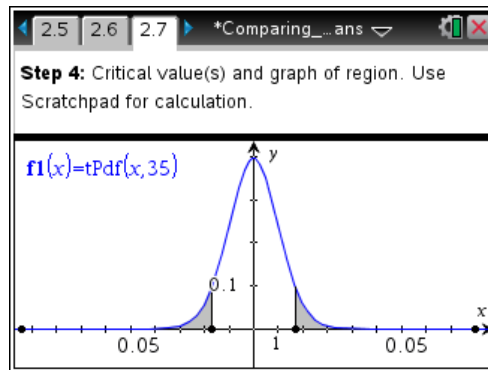 2.5 2.6 2.7 *Comparing_...ans
Step 4: Critical value(s) and graph of region. Use
Scratchpad for calculation.
f1(x)=tPdf(x,35)
y
0.1
x
0.05 1 0.05